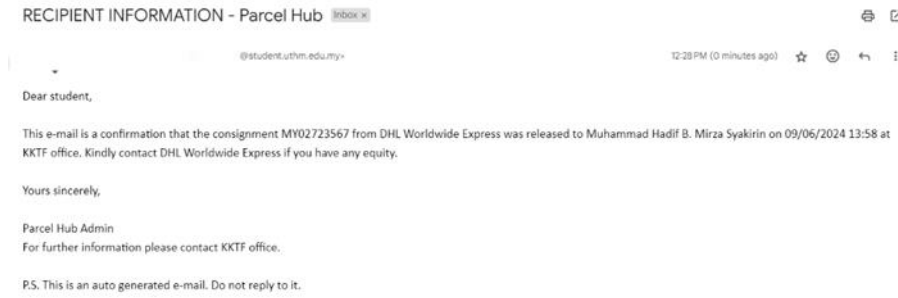 RECIPIENT INFORMATION - Parcel Hub Inbox ×
@student.uthm.edu.my>
12:28 PM (0 minutes ago)
Dear student,
This e-mail is a confirmation that the consignment MY02723567 from DHL Worldwide Express was released to Muhammad Hadif B. Mirza Syakirin on 09/06/2024 13:58 at
KKTF office. Kindly contact DHL Worldwide Express if you have any equity.
Yours sincerely,
Parcel Hub Admin
For further information please contact KKTF office.
P.S. This is an auto generated e-mail. Do not reply to it.